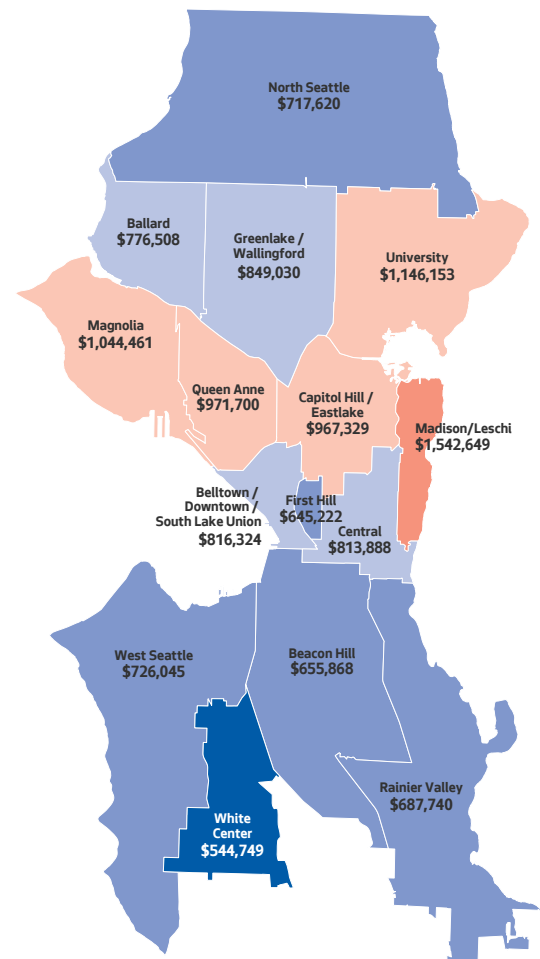 North Seattle
$717,620
Ballard
$776,508
Greenlake /
Wallingford
$849,030
University
$1,146,153
Magnolia
$1,044,461
Queen Anne
$971,700
Capitol Hill /
Eastlake
$967,329
Madison/Leschi
$1,542,649
Belltown /
Downtown /
South Lake Union
$816,324
First Hill
$645,222
Central
$813,888
West Seattle
$726,045
Beacon Hill
$655,868
Rainier Valley
$687,740
White
Center
$544,749